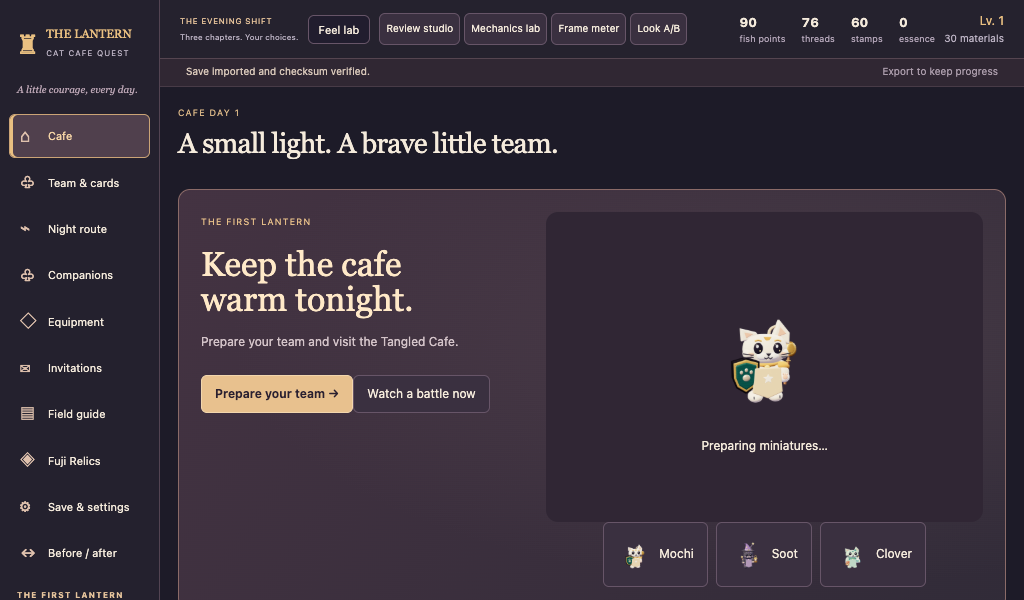 THE LANTERN
CAT CAFE QUEST
A little courage, every day.
Cafe
Team & cards
Night route
Companions
Equipment
Invitations
Field guide
Fuji Relics
Save & settings
Before / after
THE FIRST LANTERN
THE EVENING SHIFT
Three chapters. Your choices.
Feel lab
Review studio
Mechanics lab
Frame meter
Look A/B
90
fish points
76
threads
60
stamps
0
essence
Lv. 1
30 materials
Save imported and checksum verified.
Export to keep progress
CAFE DAY 1
A small light. A brave little team.
THE FIRST LANTERN
Keep the cafe
warm tonight.
Prepare your team and visit the Tangled Cafe.
Prepare your team →
Watch a battle now
Preparing miniatures...
Mochi
Soot
Clover